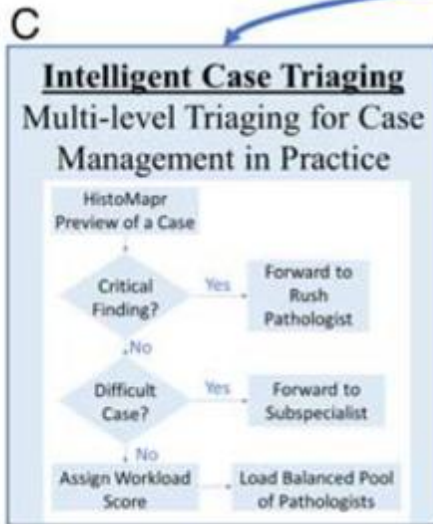 C
Intelligent Case Triaging
Multi-level Triaging for Case
Management in Practice
HistoMapr
Preview of a Case
Critical
Finding?
Yes
Forward to
Rush
Pathologist
No
Difficult
Case?
Yes
Forward to
Subspecialist
No
Assign Workload
Score
Load Balanced Pool
of Pathologists